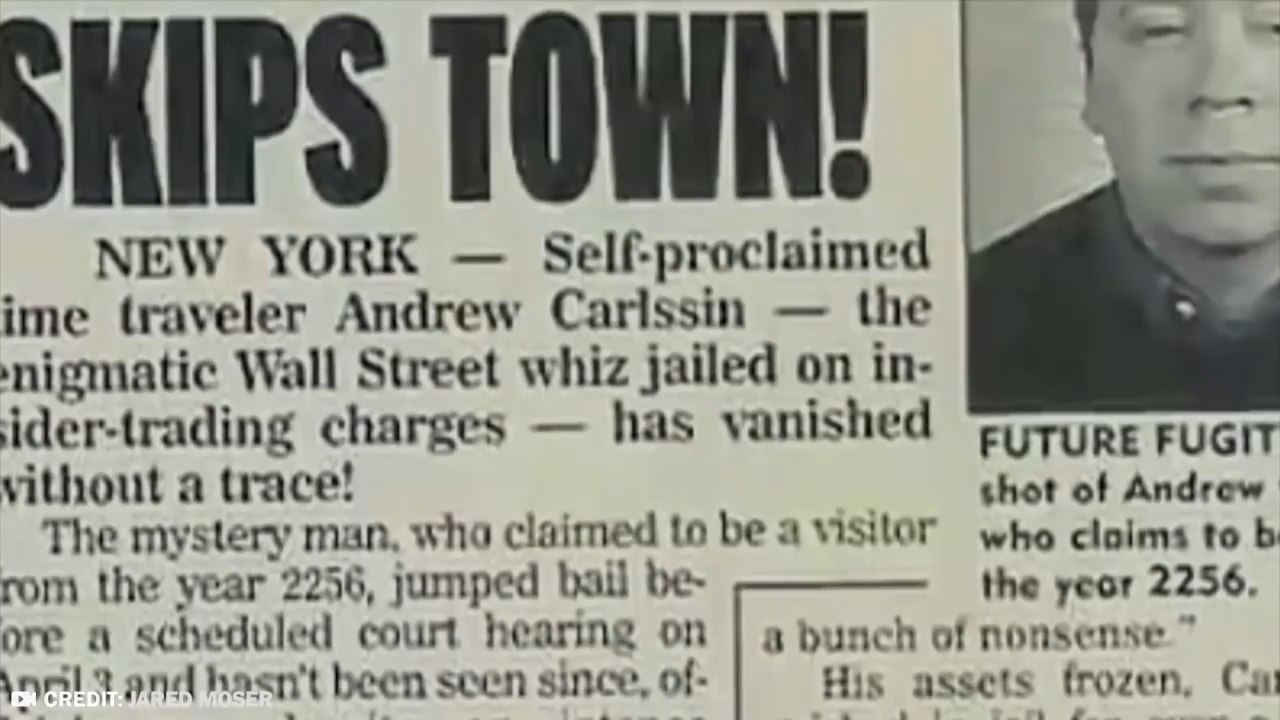 SKIPS TOWN!
NEW YORK — Self-proclaimed
ime traveler Andrew Carlssin — the
enigmatic Wall Street whiz jailed on in-
sider-trading charges — has vanished
without a trace!
The mystery man, who claimed to be a visitor
rom the year 2256, jumped bail be-
ore a scheduled court hearing on
April 3 and hasn't been seen since, of-
FUTURE FUGIT
shot of Andrew
who claims to b
the year 2256.
a bunch of nonsense."
His assets frozen, Ca
CREDIT: JARED MOSER